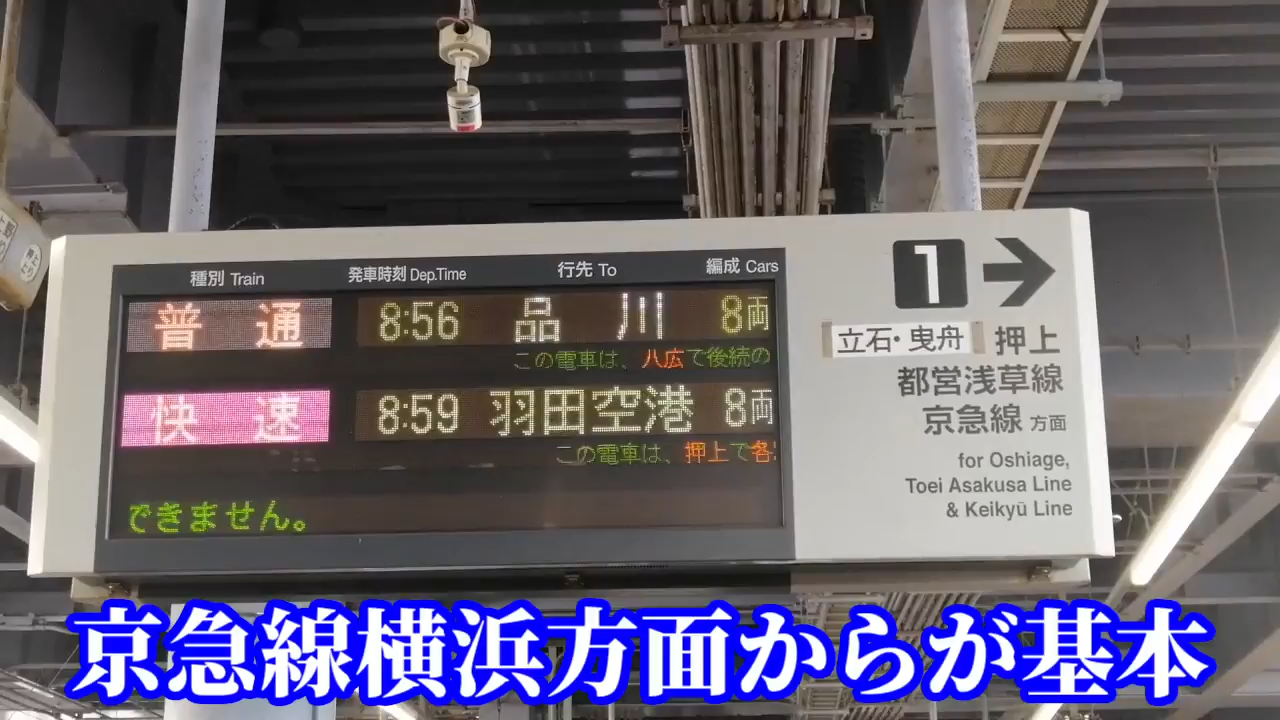 種別 Train 発車時刻 Dep.Time 行先 To 編成 Cars
普通 8:56 品川 8両
この電車は、八広で後続の
快速 8:59 羽田空港 8両
この電車は、押上で各
できません。
1
立石・曳舟 押上
都営浅草線
京急線 方面
for Oshiage,
Toei Asakusa Line
& Keikyū Line
京急線横浜方面からが基本